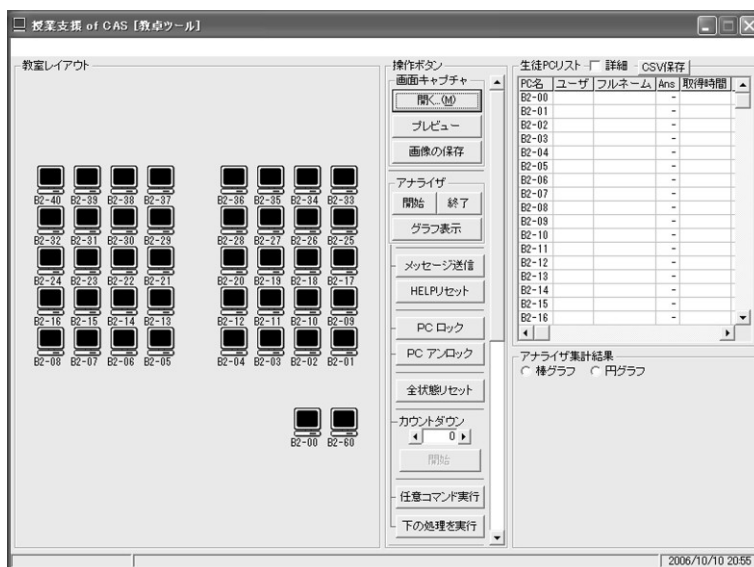 授業支援 of CAS [教卓ツール]
教室レイアウト
B2-40 B2-39 B2-38 B2-37 B2-36 B2-35 B2-34 B2-33
B2-32 B2-31 B2-30 B2-29 B2-28 B2-27 B2-26 B2-25
B2-24 B2-23 B2-22 B2-21 B2-20 B2-19 B2-18 B2-17
B2-16 B2-15 B2-14 B2-13 B2-12 B2-11 B2-10 B2-09
B2-08 B2-07 B2-06 B2-05 B2-04 B2-03 B2-02 B2-01
B2-00 B2-60
操作ボタン
画面キャプチャ
開く...(M)
プレビュー
画像の保存
アナライザ
開始 終了
グラフ表示
メッセージ送信
HELPリセット
PC ロック
PC アンロック
全状態リセット
カウントダウン
0
開始
任意コマンド実行
下の処理を実行
生徒PCリスト 詳細 CSV保存
PC名 ユーザ フルネーム Ans 取得時間
B2-00 -
B2-01 -
B2-02 -
B2-03 -
B2-04 -
B2-05 -
B2-06 -
B2-07 -
B2-08 -
B2-09 -
B2-10 -
B2-11 -
B2-12 -
B2-13 -
B2-14 -
B2-15 -
B2-16 -
アナライザ集計結果
棒グラフ 円グラフ
2006/10/10 20:55